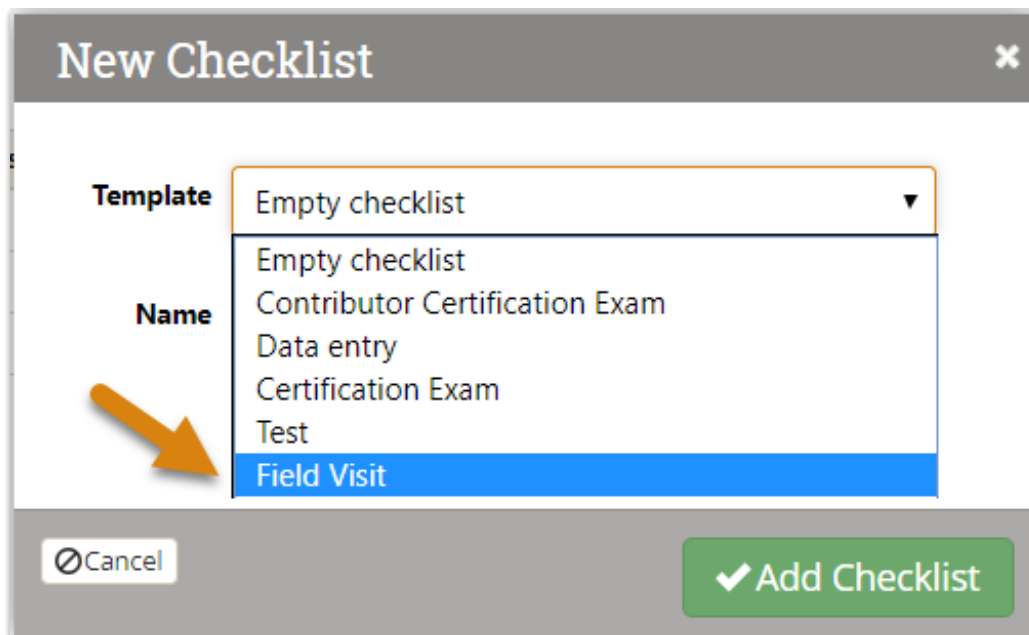 New Checklist
Template
Empty checklist
Empty checklist
Name
Contributor Certification Exam
Data entry
Certification Exam
Test
Field Visit
Cancel
Add Checklist